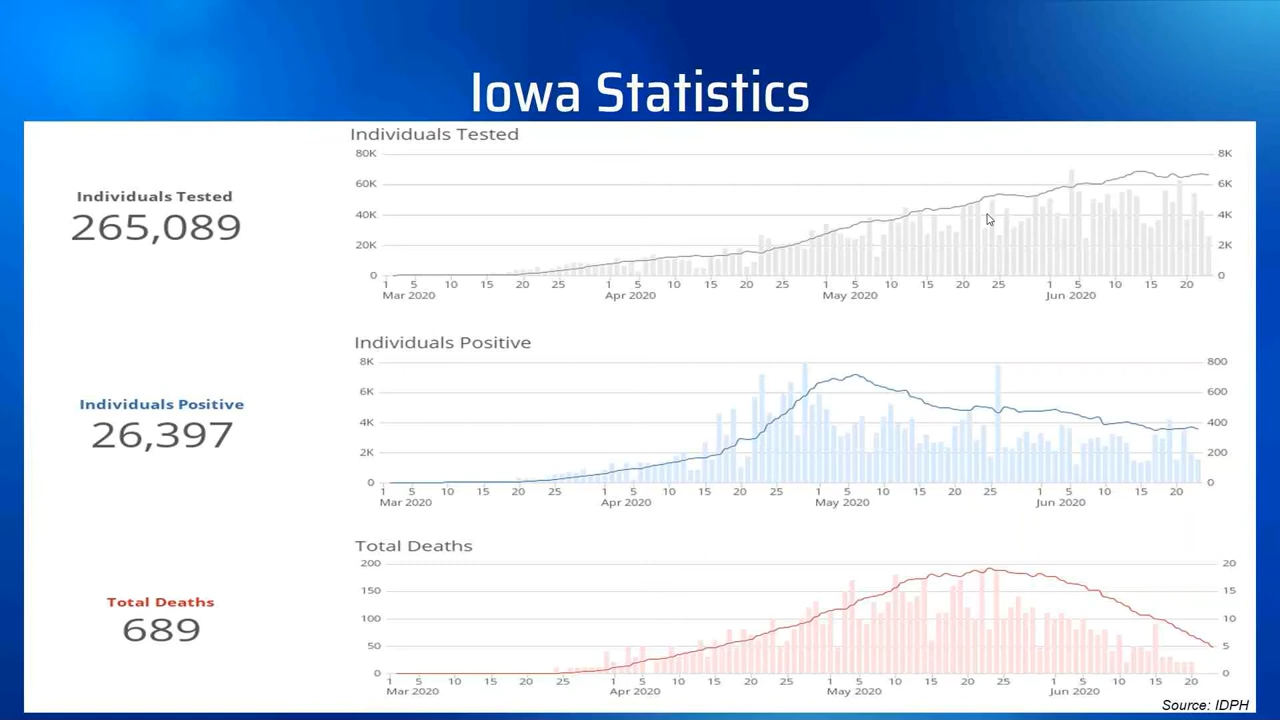 Iowa Statistics
Individuals Tested
265,089
Individuals Tested
80K 8K
60K 6K
40K 4K
20K 2K
0 0
1 5 10 15 20 25 1 5 10 15 20 25 1 5 10 15 20 25 1 5 10 15 20
Mar 2020 Apr 2020 May 2020 Jun 2020
Individuals Positive
26,397
Individuals Positive
8K 800
6K 600
4K 400
2K 200
0 0
1 5 10 15 20 25 1 5 10 15 20 25 1 5 10 15 20 25 1 5 10 15 20
Mar 2020 Apr 2020 May 2020 Jun 2020
Total Deaths
689
Total Deaths
200 20
150 15
100 10
50 5
0 0
1 5 10 15 20 25 1 5 10 15 20 25 1 5 10 15 20 25 1 5 10 15 20
Mar 2020 Apr 2020 May 2020 Jun 2020
Source: IDPH